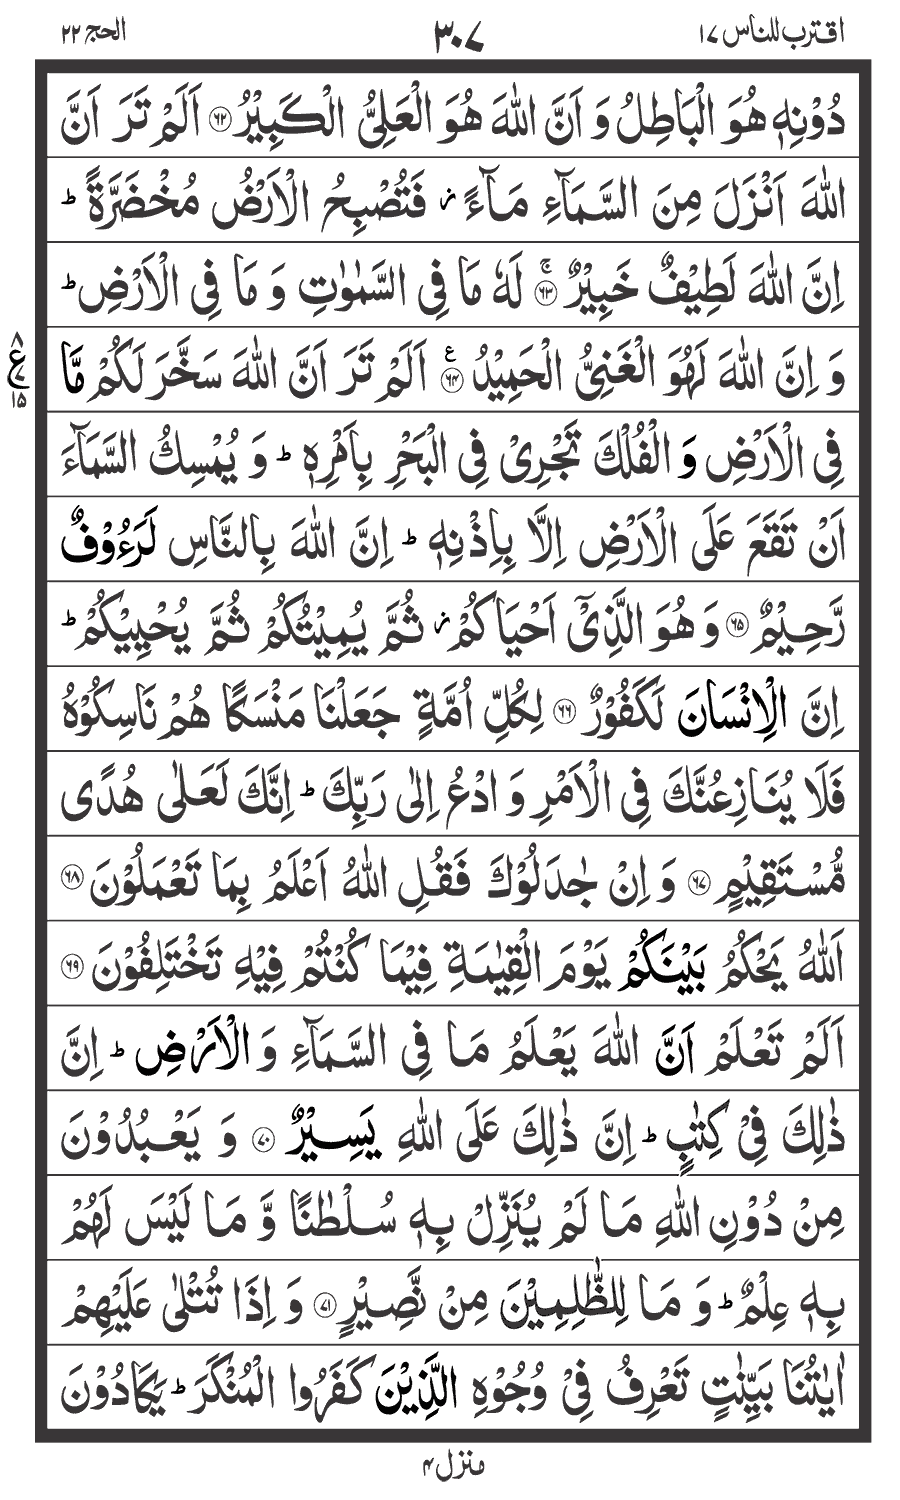 اقترب للناس ١٧ ٣٠٧ الحج ٢٢
دُوْنِهٖ هُوَ الْبَاطِلُ وَ اَنَّ اللّٰهَ هُوَ الْعَلِیُّ الْكَبِیْرُ ﴿۶۲﴾ اَلَمْ تَرَ اَنَّ
اللّٰهَ اَنْزَلَ مِنَ السَّمَآءِ مَآءً ؗ فَتُصْبِحُ الْاَرْضُ مُخْضَرَّةً ؕ
اِنَّ اللّٰهَ لَطِیْفٌ خَبِیْرٌ ﴿ۚ۶۳﴾ لَهٗ مَا فِی السَّمٰوٰتِ وَ مَا فِی الْاَرْضِ ؕ
وَ اِنَّ اللّٰهَ لَهُوَ الْغَنِیُّ الْحَمِیْدُ ﴿۶۴﴾ ع اَلَمْ تَرَ اَنَّ اللّٰهَ سَخَّرَ لَكُمْ مَّا
ع ٨ ١٥
فِی الْاَرْضِ وَ الْفُلْكَ تَجْرِیْ فِی الْبَحْرِ بِاَمْرِهٖ ؕ وَ یُمْسِكُ السَّمَآءَ
اَنْ تَقَعَ عَلَی الْاَرْضِ اِلَّا بِاِذْنِهٖ ؕ اِنَّ اللّٰهَ بِالنَّاسِ لَرَءُوْفٌ
رَّحِیْمٌ ﴿۶۵﴾ وَ هُوَ الَّذِیْۤ اَحْیَاكُمْ ؗ ثُمَّ یُمِیْتُكُمْ ثُمَّ یُحْیِیْكُمْ ؕ
اِنَّ الْاِنْسَانَ لَكَفُوْرٌ ﴿۶۶﴾ لِكُلِّ اُمَّةٍ جَعَلْنَا مَنْسَكًا هُمْ نَاسِكُوْهُ
فَلَا یُنَازِعُنَّكَ فِی الْاَمْرِ وَ ادْعُ اِلٰی رَبِّكَ ؕ اِنَّكَ لَعَلٰی هُدًی
مُّسْتَقِیْمٍ ﴿۶۷﴾ وَ اِنْ جٰدَلُوْكَ فَقُلِ اللّٰهُ اَعْلَمُ بِمَا تَعْمَلُوْنَ ﴿۶۸﴾
اَللّٰهُ یَحْكُمُ بَیْنَكُمْ یَوْمَ الْقِیٰمَةِ فِیْمَا كُنْتُمْ فِیْهِ تَخْتَلِفُوْنَ ﴿۶۹﴾
اَلَمْ تَعْلَمْ اَنَّ اللّٰهَ یَعْلَمُ مَا فِی السَّمَآءِ وَ الْاَرْضِ ؕ اِنَّ
ذٰلِكَ فِیْ كِتٰبٍ ؕ اِنَّ ذٰلِكَ عَلَی اللّٰهِ یَسِیْرٌ ﴿۷۰﴾ وَ یَعْبُدُوْنَ
مِنْ دُوْنِ اللّٰهِ مَا لَمْ یُنَزِّلْ بِهٖ سُلْطٰنًا وَّ مَا لَیْسَ لَهُمْ
بِهٖ عِلْمٌ ؕ وَ مَا لِلظّٰلِمِیْنَ مِنْ نَّصِیْرٍ ﴿۷۱﴾ وَ اِذَا تُتْلٰی عَلَیْهِمْ
اٰیٰتُنَا بَیِّنٰتٍ تَعْرِفُ فِیْ وُجُوْهِ الَّذِیْنَ كَفَرُوا الْمُنْكَرَ ؕ یَكَادُوْنَ
منزل ۴